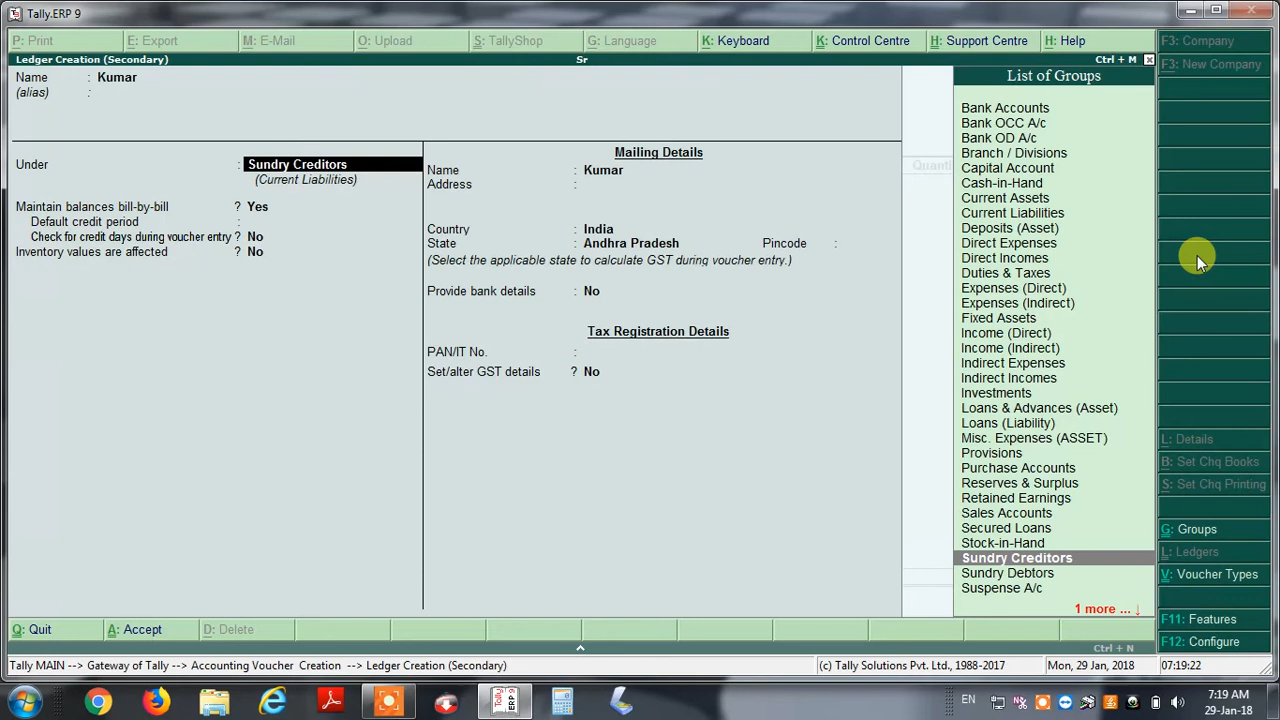 Tally.ERP 9
P: Print E: Export M: E-Mail O: Upload S: TallyShop G: Language K: Keyboard K: Control Centre H: Support Centre H: Help
F3: Company
F3: New Company
Ledger Creation (Secondary) Sr Ctrl + M
Name : Kumar
(alias) :
Under : Sundry Creditors
(Current Liabilities)
Maintain balances bill-by-bill ? Yes
Default credit period :
Check for credit days during voucher entry ? No
Inventory values are affected ? No
Mailing Details
Name : Kumar
Address :
Country : India
State : Andhra Pradesh Pincode :
(Select the applicable state to calculate GST during voucher entry.)
Provide bank details : No
Tax Registration Details
PAN/IT No. :
Set/alter GST details ? No
Quanti
List of Groups
Bank Accounts
Bank OCC A/c
Bank OD A/c
Branch / Divisions
Capital Account
Cash-in-Hand
Current Assets
Current Liabilities
Deposits (Asset)
Direct Expenses
Direct Incomes
Duties & Taxes
Expenses (Direct)
Expenses (Indirect)
Fixed Assets
Income (Direct)
Income (Indirect)
Indirect Expenses
Indirect Incomes
Investments
Loans & Advances (Asset)
Loans (Liability)
Misc. Expenses (ASSET)
Provisions
Purchase Accounts
Reserves & Surplus
Retained Earnings
Sales Accounts
Secured Loans
Stock-in-Hand
Sundry Creditors
Sundry Debtors
Suspense A/c
1 more ... ↓
L: Details
B: Set Chq Books
S: Set Chq Printing
G: Groups
L: Ledgers
V: Voucher Types
F11: Features
F12: Configure
Q: Quit A: Accept D: Delete
Ctrl + N
Tally MAIN --> Gateway of Tally --> Accounting Voucher Creation --> Ledger Creation (Secondary) (c) Tally Solutions Pvt. Ltd., 1988-2017 Mon, 29 Jan, 2018 07:19:22
EN 7:19 AM
29-Jan-18